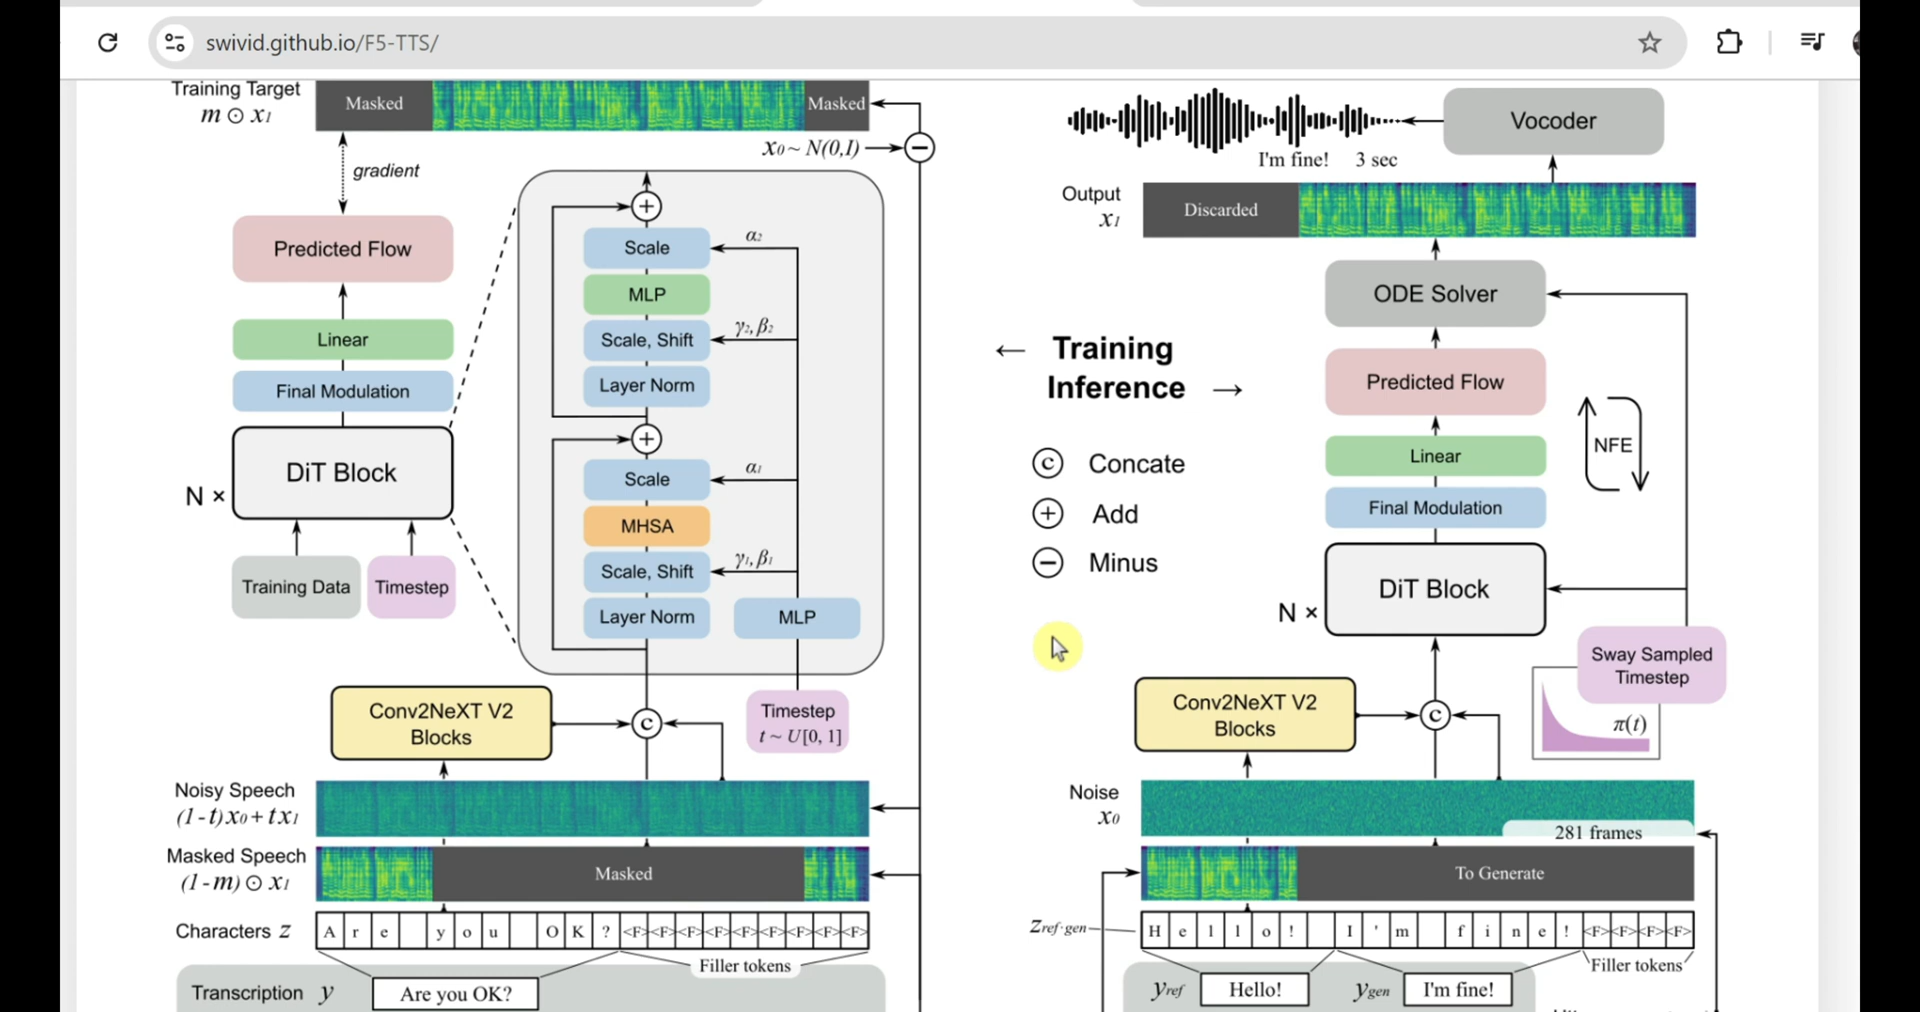 swivid.github.io/F5-TTS/
Training Target
m ⊙ x1
Masked
Masked
x0 ~ N(0,I)
gradient
Predicted Flow
Linear
Final Modulation
DiT Block
N ×
Training Data
Timestep
Scale
α2
MLP
Scale, Shift
γ2, β2
Layer Norm
Scale
α1
MHSA
Scale, Shift
γ1, β1
Layer Norm
MLP
Conv2NeXT V2
Blocks
C
Timestep
t ~ U[0, 1]
Noisy Speech
(1-t)x0+tx1
Masked Speech
(1-m)⊙x1
Masked
Characters z
A r e y o u O K ? <F> <F> <F> <F> <F> <F> <F> <F> <F>
Filler tokens
Transcription y
Are you OK?
← Training
Inference →
C Concate
+ Add
− Minus
Vocoder
I'm fine! 3 sec
Output
x1
Discarded
ODE Solver
Predicted Flow
Linear
NFE
Final Modulation
DiT Block
N ×
Sway Sampled
Timestep
π(t)
Conv2NeXT V2
Blocks
C
Noise
x0
281 frames
To Generate
zref·gen
H e l l o ! I ' m f i n e ! <F> <F> <F> <F>
Filler tokens
yref
Hello!
ygen
I'm fine!